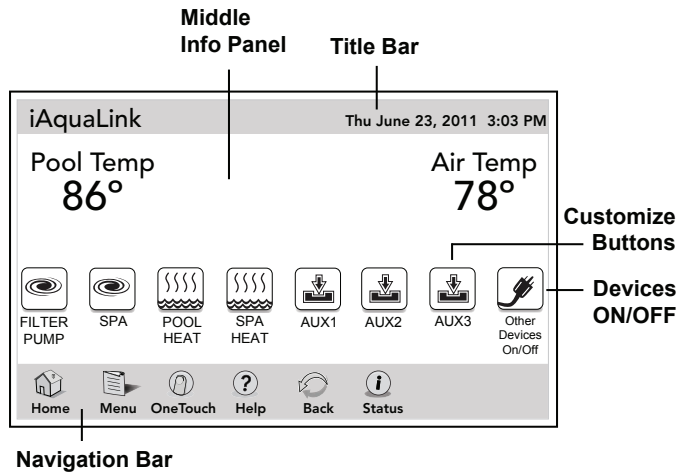 Middle
Info Panel
Title Bar
iAquaLink
Thu June 23, 2011 3:03 PM
Pool Temp
86°
Air Temp
78°
Customize
Buttons
Devices
ON/OFF
FILTER
PUMP
SPA
POOL
HEAT
SPA
HEAT
AUX1
AUX2
AUX3
Other
Devices
On/Off
?
i
Home
Menu
OneTouch
Help
Back
Status
Navigation Bar